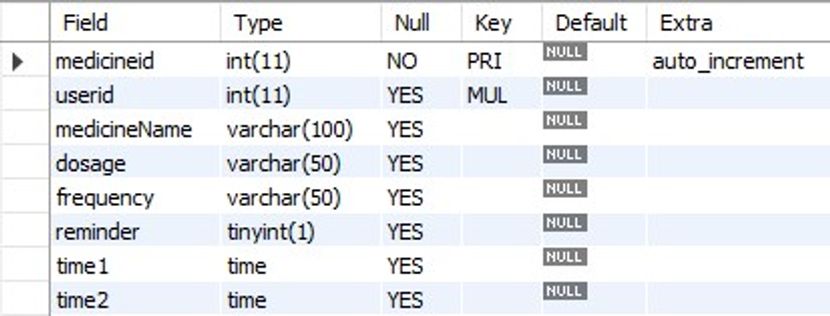 Field Type Null Key Default Extra
medicineid int(11) NO PRI NULL auto_increment
userid int(11) YES MUL NULL
medicineName varchar(100) YES NULL
dosage varchar(50) YES NULL
frequency varchar(50) YES NULL
reminder tinyint(1) YES NULL
time1 time YES NULL
time2 time YES NULL